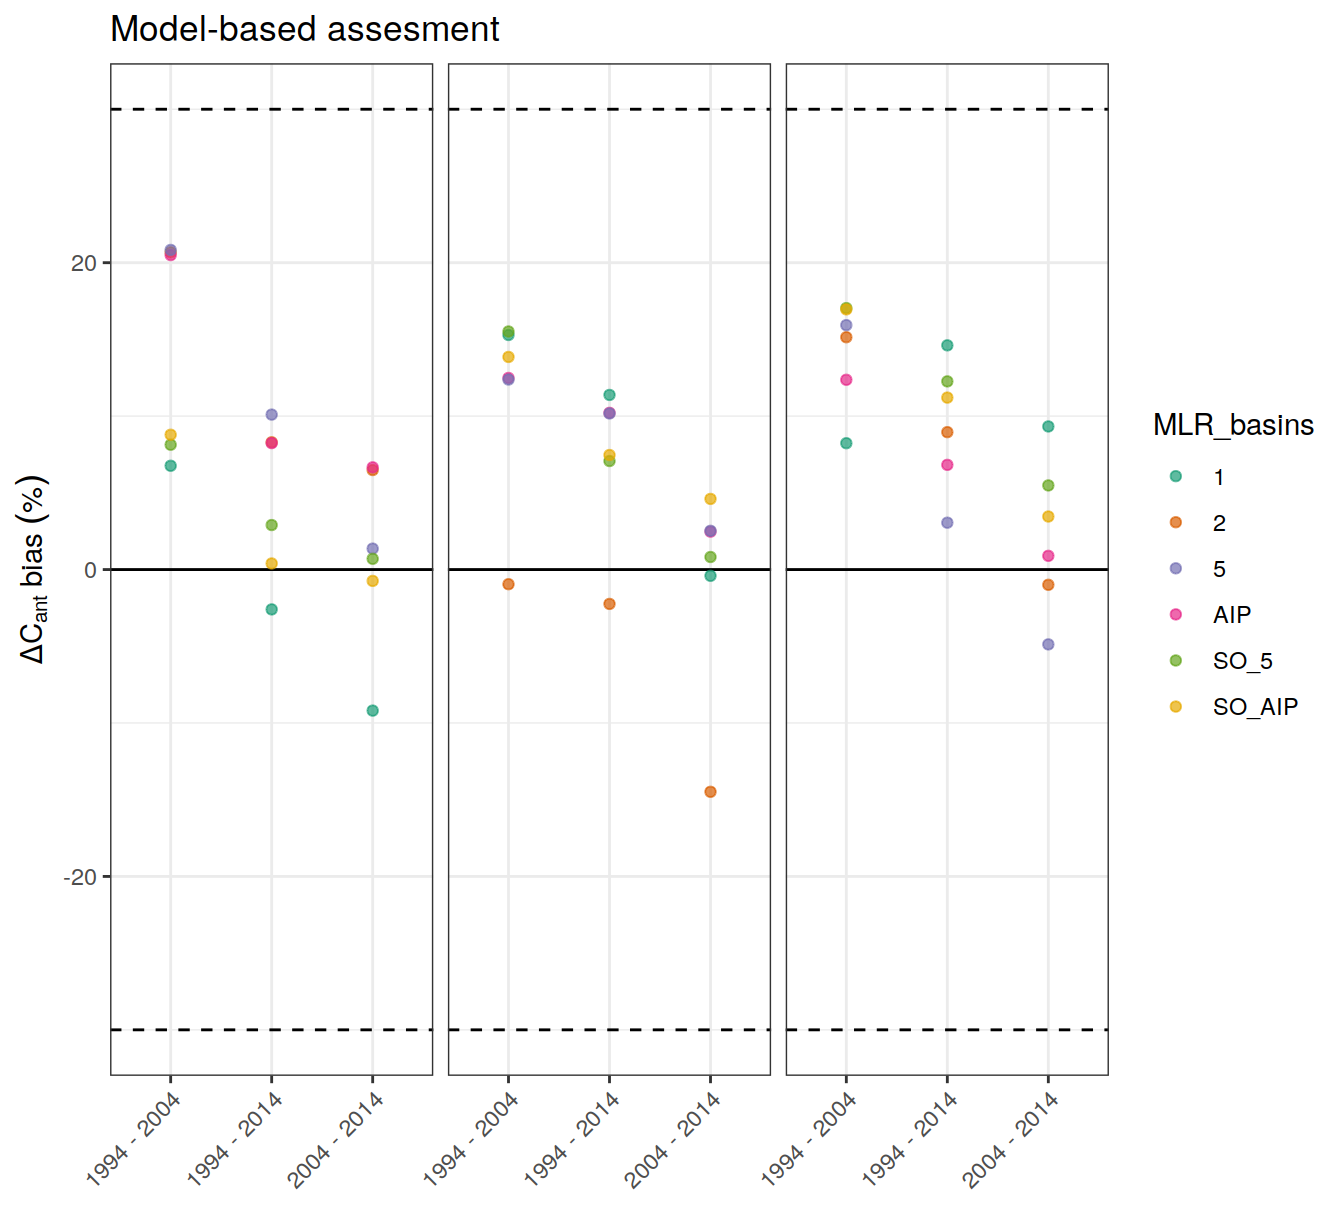 Model-based assesment
ΔCant bias (%)
20
0
-20
1994 - 2004
1994 - 2014
2004 - 2014
1994 - 2004
1994 - 2014
2004 - 2014
1994 - 2004
1994 - 2014
2004 - 2014
MLR_basins
1
2
5
AIP
SO_5
SO_AIP